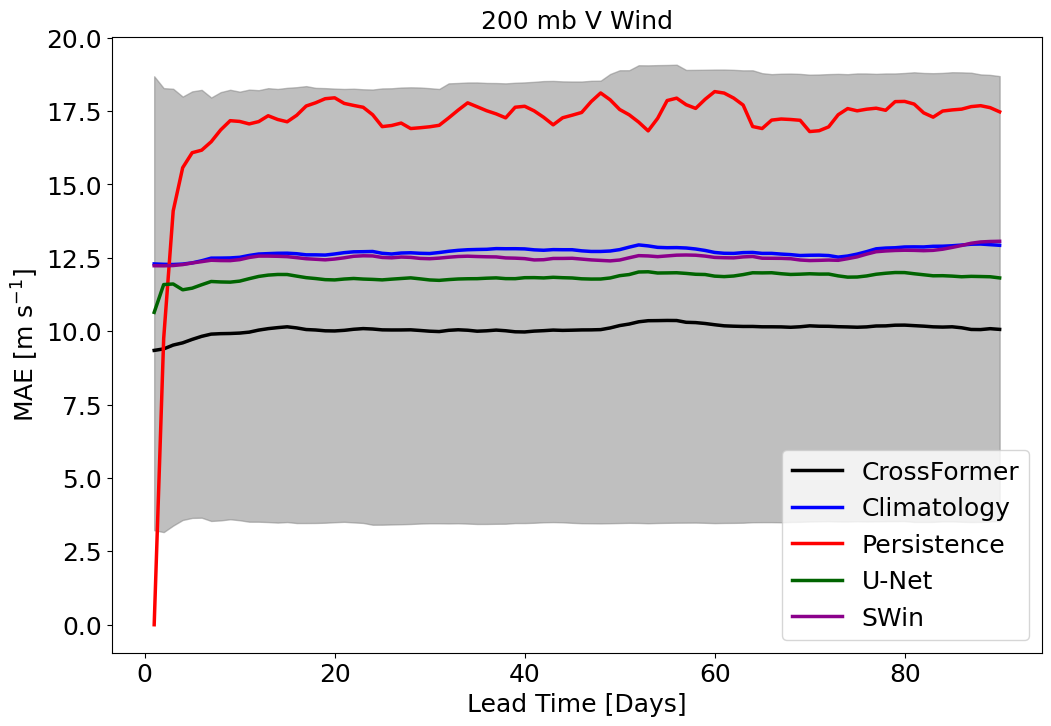 200 mb V Wind
MAE [m s⁻¹]
20.0
17.5
15.0
12.5
10.0
7.5
5.0
2.5
0.0
CrossFormer
Climatology
Persistence
U-Net
SWin
0 20 40 60 80
Lead Time [Days]